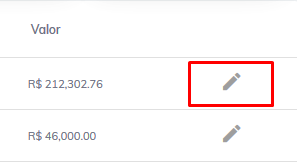 Valor
R$ 212,302.76
R$ 46,000.00